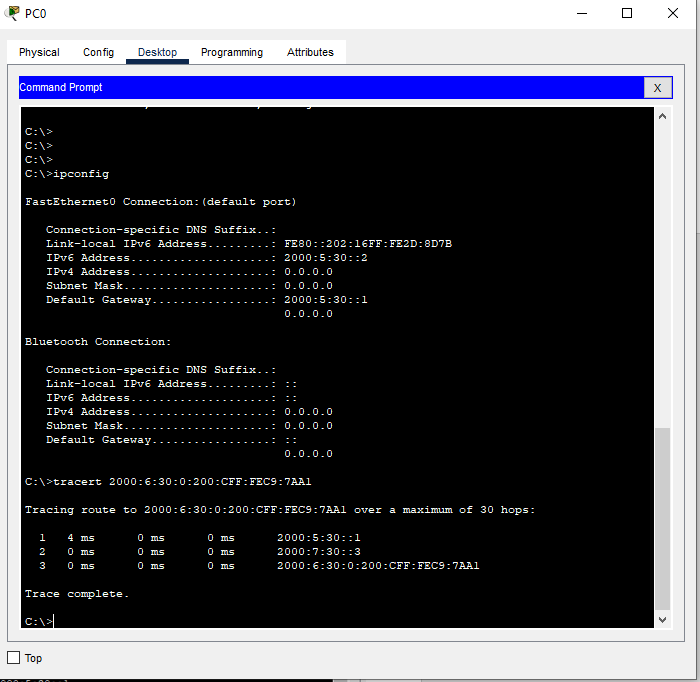 PC0
Physical Config Desktop Programming Attributes
Command Prompt X
C:\>
C:\>
C:\>
C:\>ipconfig
FastEthernet0 Connection:(default port)
Connection-specific DNS Suffix..:
Link-local IPv6 Address.........: FE80::202:16FF:FE2D:8D7B
IPv6 Address....................: 2000:5:30::2
IPv4 Address....................: 0.0.0.0
Subnet Mask.....................: 0.0.0.0
Default Gateway.................: 2000:5:30::1
0.0.0.0
Bluetooth Connection:
Connection-specific DNS Suffix..:
Link-local IPv6 Address.........: ::
IPv6 Address....................: ::
IPv4 Address....................: 0.0.0.0
Subnet Mask.....................: 0.0.0.0
Default Gateway.................: ::
0.0.0.0
C:\>tracert 2000:6:30:0:200:CFF:FEC9:7AA1
Tracing route to 2000:6:30:0:200:CFF:FEC9:7AA1 over a maximum of 30 hops:
1 4 ms 0 ms 0 ms 2000:5:30::1
2 0 ms 0 ms 0 ms 2000:7:30::3
3 0 ms 0 ms 0 ms 2000:6:30:0:200:CFF:FEC9:7AA1
Trace complete.
C:\>
Top